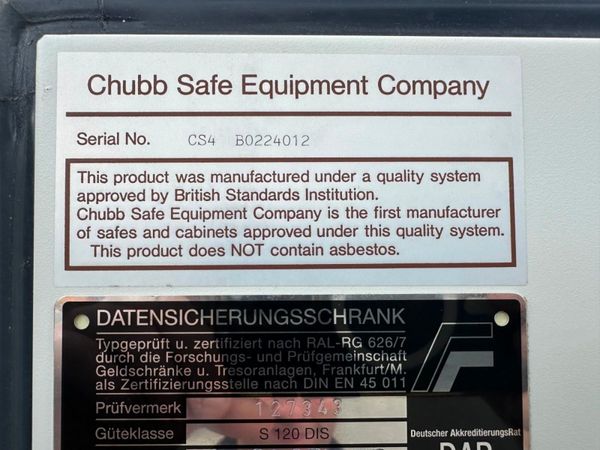 Chubb Safe Equipment Company
Serial No. CS4 B0224012
This product was manufactured under a quality system
approved by British Standards Institution.
Chubb Safe Equipment Company is the first manufacturer
of safes and cabinets approved under this quality system.
This product does NOT contain asbestos.
DATENSICHERUNGSSCHRANK
Typgeprüft u. zertifiziert nach RAL-RG 626/7
durch die Forschungs- und Prüfgemeinschaft
Geldschränke u. Tresoranlagen, Frankfurt/M.
als Zertifizierungsstelle nach DIN EN 45 011
Prüfvermerk 127343
Güteklasse S 120 DIS
Deutscher AkkreditierungsRat
DAR